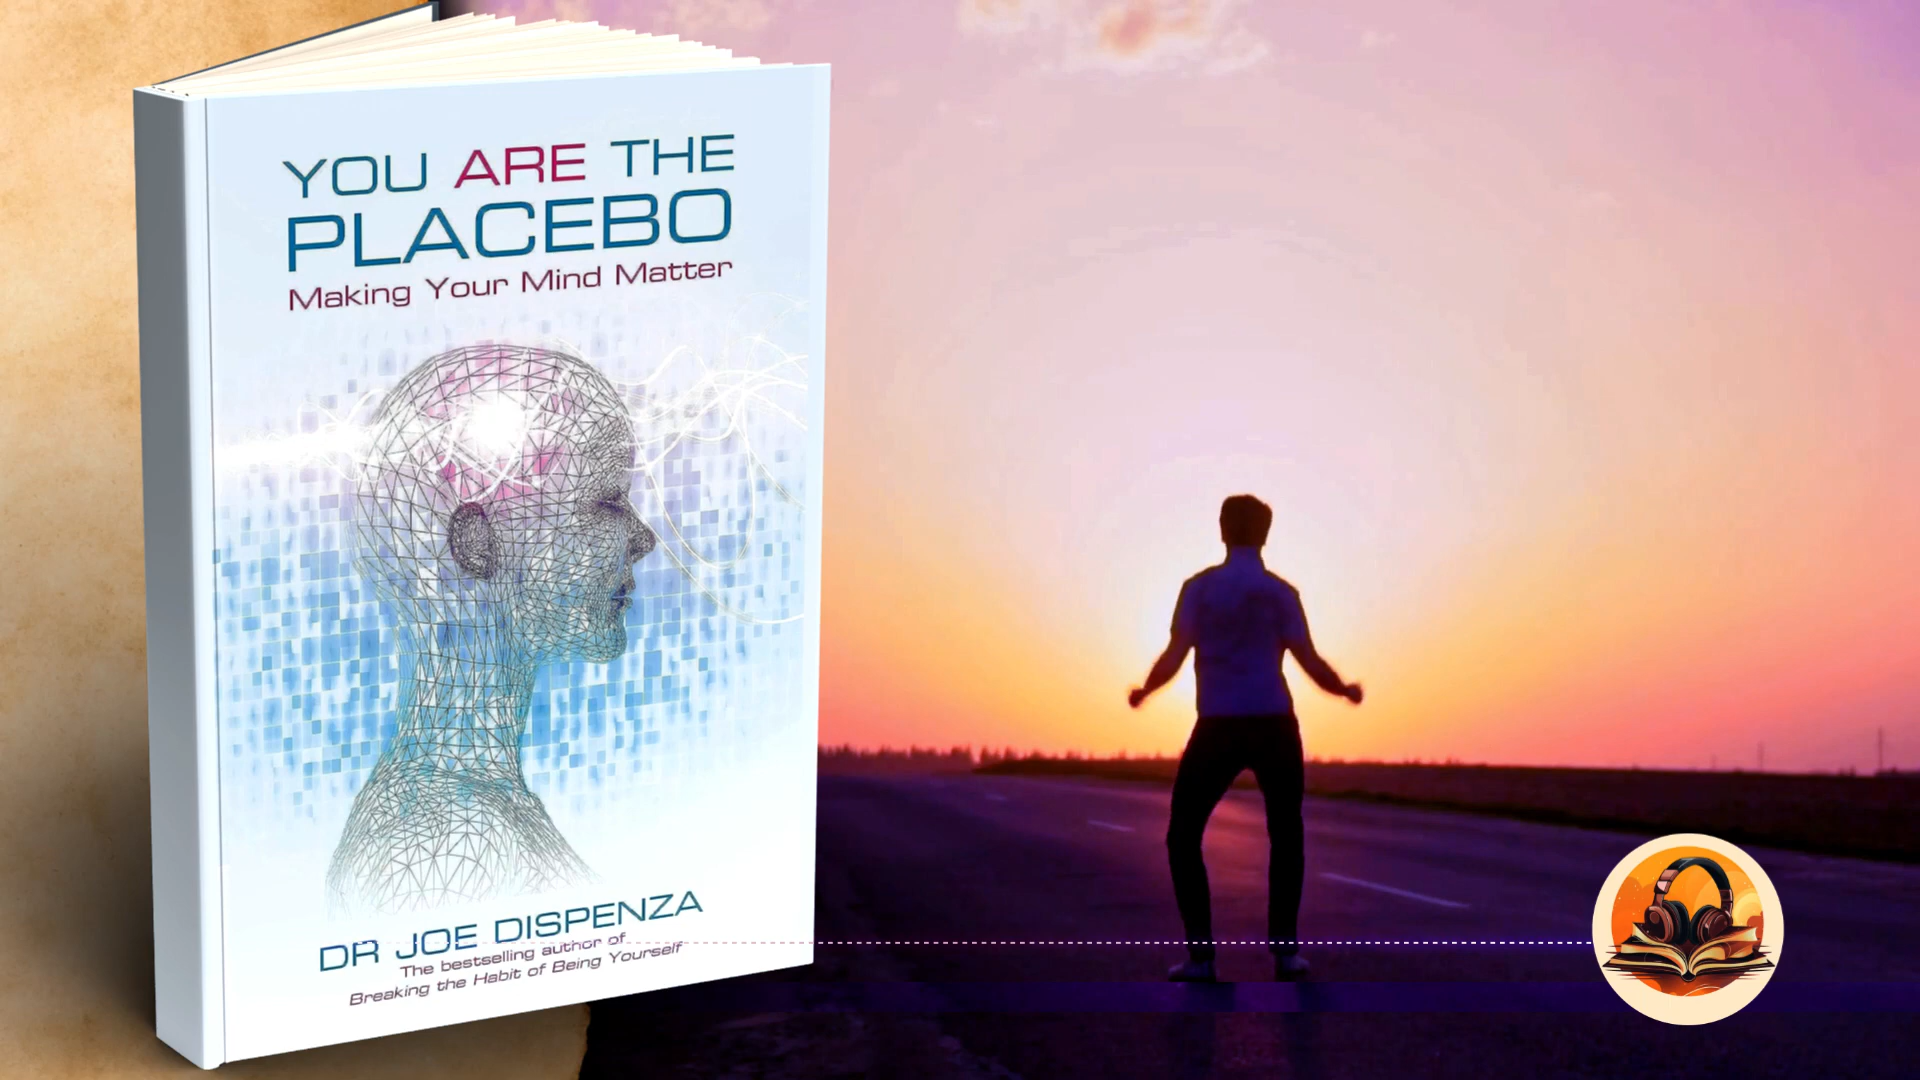 YOU ARE THE
PLACEBO
Making Your Mind Matter
DR JOE DISPENZA
The bestselling author of
Breaking the Habit of Being Yourself